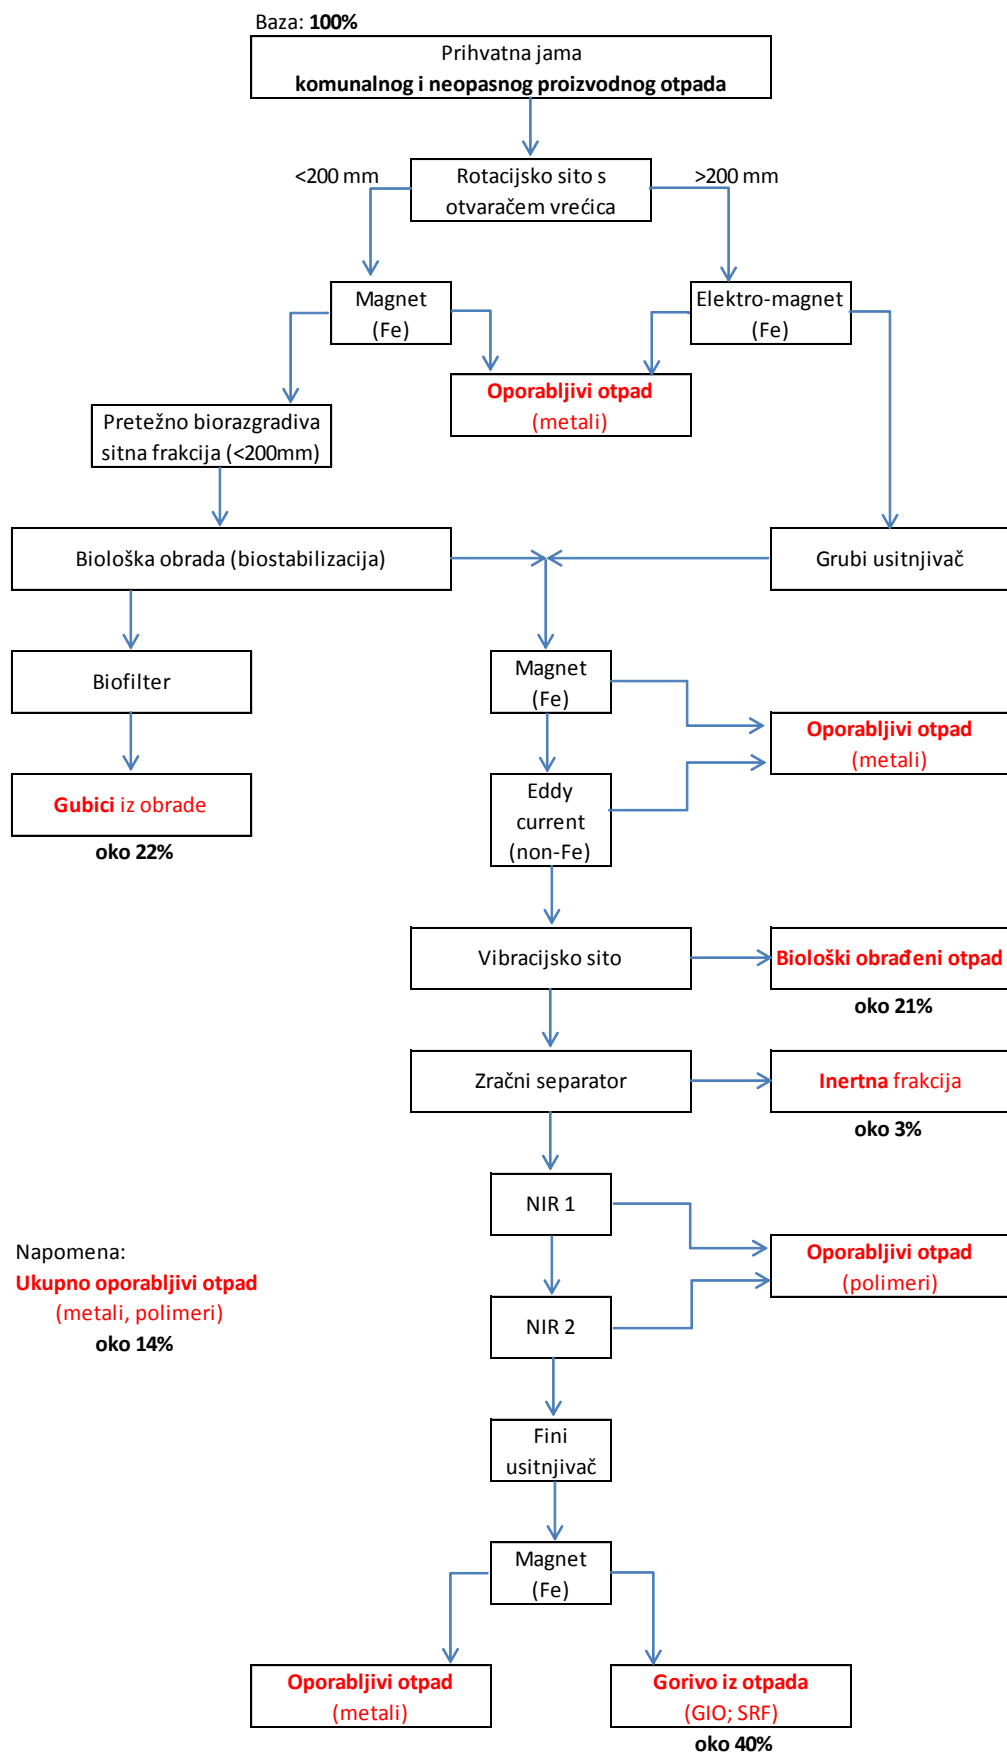 Baza: 100%
Prihvatna jama
komunalnog i neopasnog proizvodnog otpada
<200 mm
Rotacijsko sito s
otvaračem vrećica
>200 mm
Magnet
(Fe)
Elektro-magnet
(Fe)
Oporabljivi otpad
(metali)
Pretežno biorazgradiva
sitna frakcija (<200mm)
Biološka obrada (biostabilizacija)
Grubi usitnjivač
Biofilter
Magnet
(Fe)
Oporabljivi otpad
(metali)
Gubici iz obrade
oko 22%
Eddy
current
(non-Fe)
Vibracijsko sito
Biološki obrađeni otpad
oko 21%
Zračni separator
Inertna frakcija
oko 3%
NIR 1
Oporabljivi otpad
(polimeri)
Napomena:
Ukupno oporabljivi otpad
(metali, polimeri)
oko 14%
NIR 2
Fini
usitnjivač
Magnet
(Fe)
Oporabljivi otpad
(metali)
Gorivo iz otpada
(GIO; SRF)
oko 40%